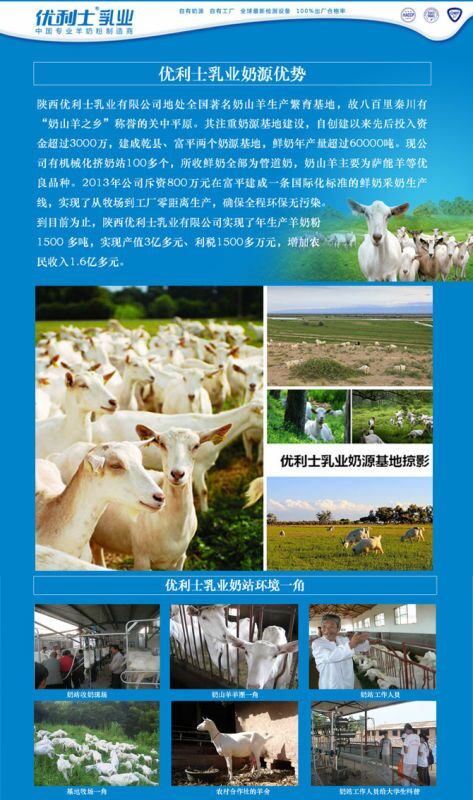 优利士®乳业
中国专业羊奶粉制造商
自有奶源 自有工厂 全球最新检测设备 100%出厂合格率
HACCP
优利士乳业奶源优势
陕西优利士乳业有限公司地处全国著名奶山羊生产繁育基地，故八百里秦川有
“奶山羊之乡”称誉的关中平原。其注重奶源基地建设，自创建以来先后投入资
金超过3000万，建成乾县、富平两个奶源基地，鲜奶年产量超过60000吨。现公
司有机械化挤奶站100多个，所收鲜奶全部为管道奶，奶山羊主要为萨能羊等优
良品种。2013年公司斥资800万元在富平建成一条国际化标准的鲜奶采奶生产
线，实现了从牧场到工厂零距离生产，确保全程环保无污染。
到目前为止，陕西优利士乳业有限公司实现了年生产羊奶粉
1500 多吨，实现产值3亿多元、利税1500多万元，增加农
民收入1.6亿多元。
优利士乳业奶源基地掠影
优利士乳业奶站环境一角
奶站收奶现场
奶山羊羊圈一角
奶站工作人员
基地牧场一角
农村合作社的羊舍
奶站工作人员给大学生科普